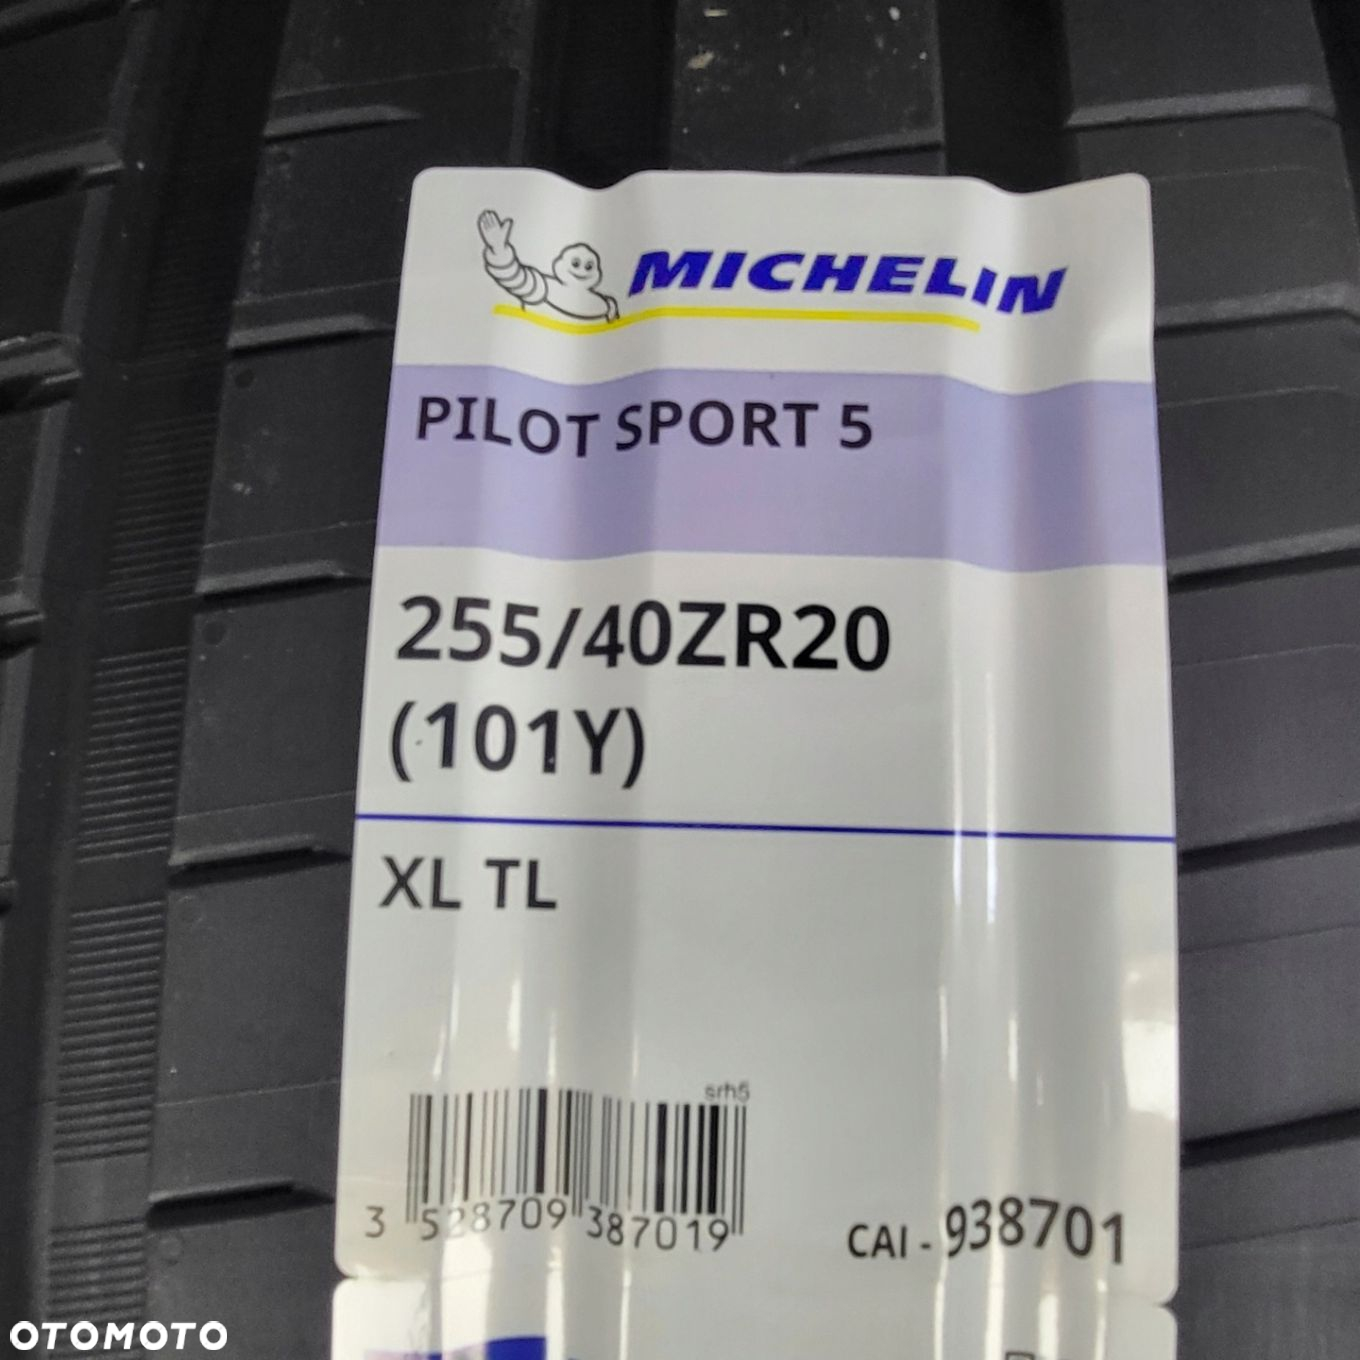 MICHELIN
PILOT SPORT 5
255/40ZR20
(101Y)
XL TL
srh5
3 528709 387019
CAI - 938701
OTOMOTO